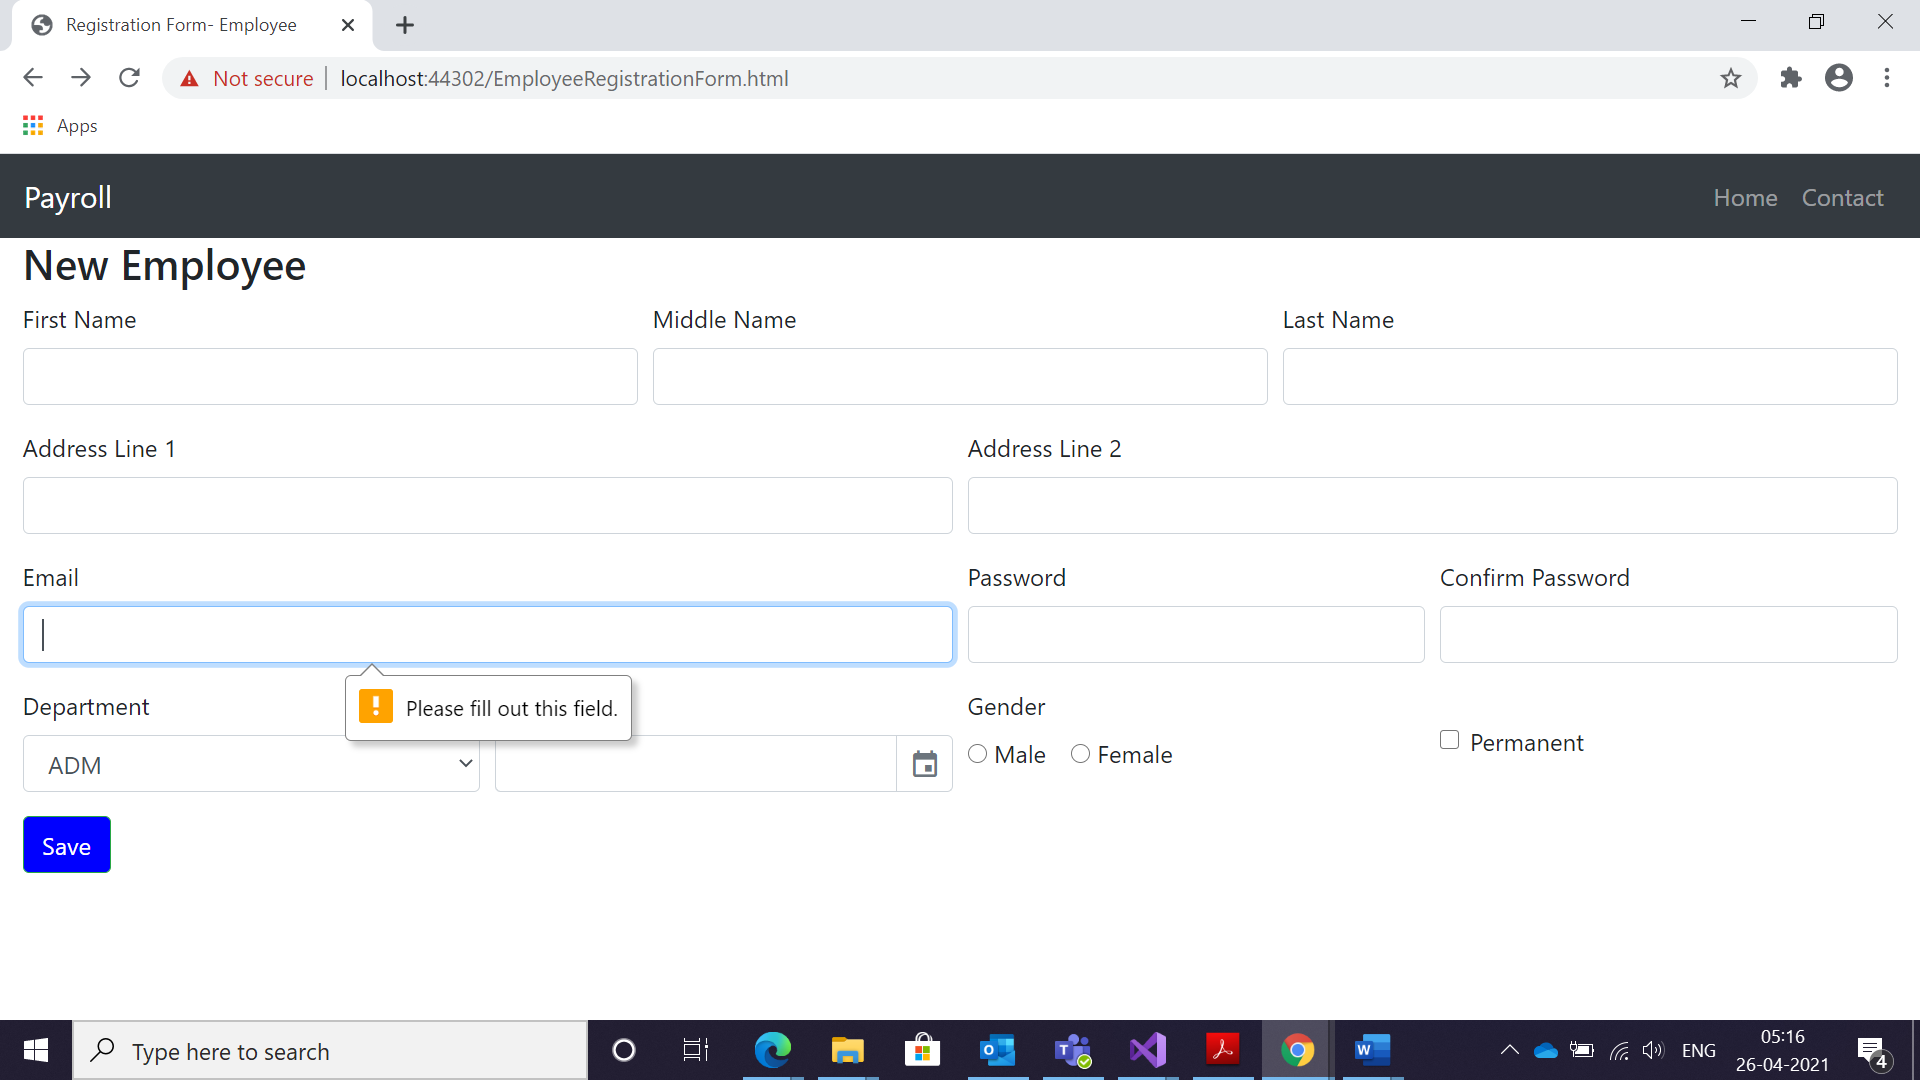 Registration Form- Employee
Not secure
localhost:44302/EmployeeRegistrationForm.html
Apps
Payroll
Home Contact
New Employee
First Name Middle Name Last Name
Address Line 1 Address Line 2
Email Password Confirm Password
Please fill out this field.
Department Gender
ADM Male Female Permanent
Save
Type here to search
ENG
05:16
26-04-2021
4